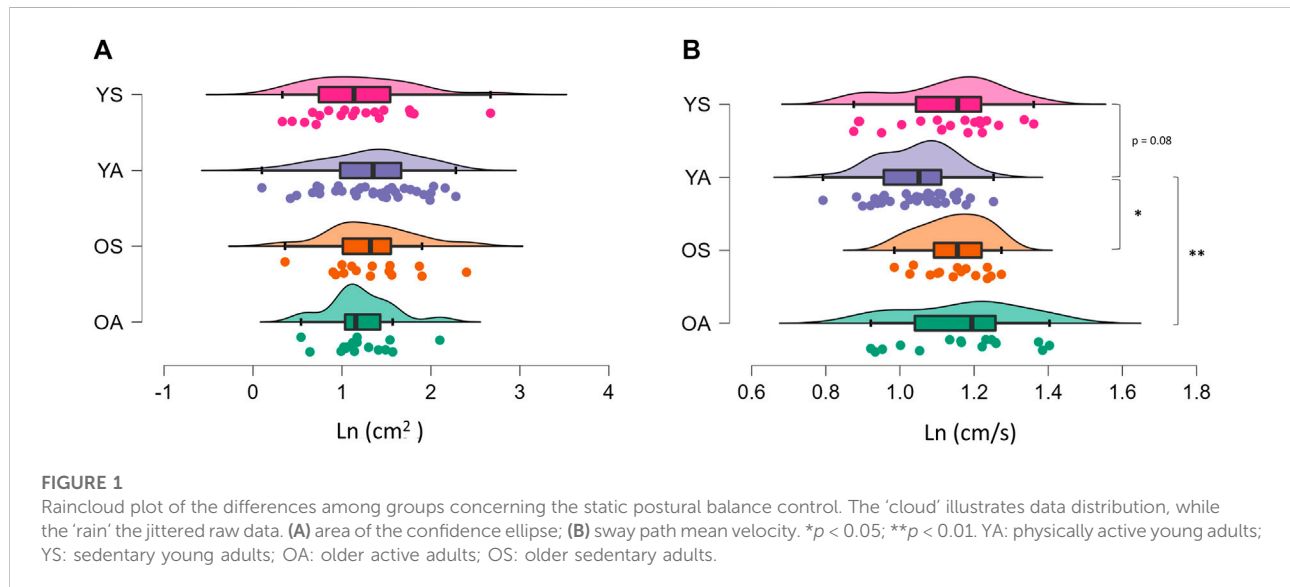 A
B
YS
YA
OS
OA
-1 0 1 2 3 4
Ln (cm² )
YS
YA
OS
OA
p = 0.08
*
**
0.6 0.8 1.0 1.2 1.4 1.6 1.8
Ln (cm/s)
FIGURE 1
Raincloud plot of the differences among groups concerning the static postural balance control. The ‘cloud’ illustrates data distribution, while
the ‘rain’ the jittered raw data. (A) area of the confidence ellipse; (B) sway path mean velocity. *p < 0.05; **p < 0.01. YA: physically active young adults;
YS: sedentary young adults; OA: older active adults; OS: older sedentary adults.